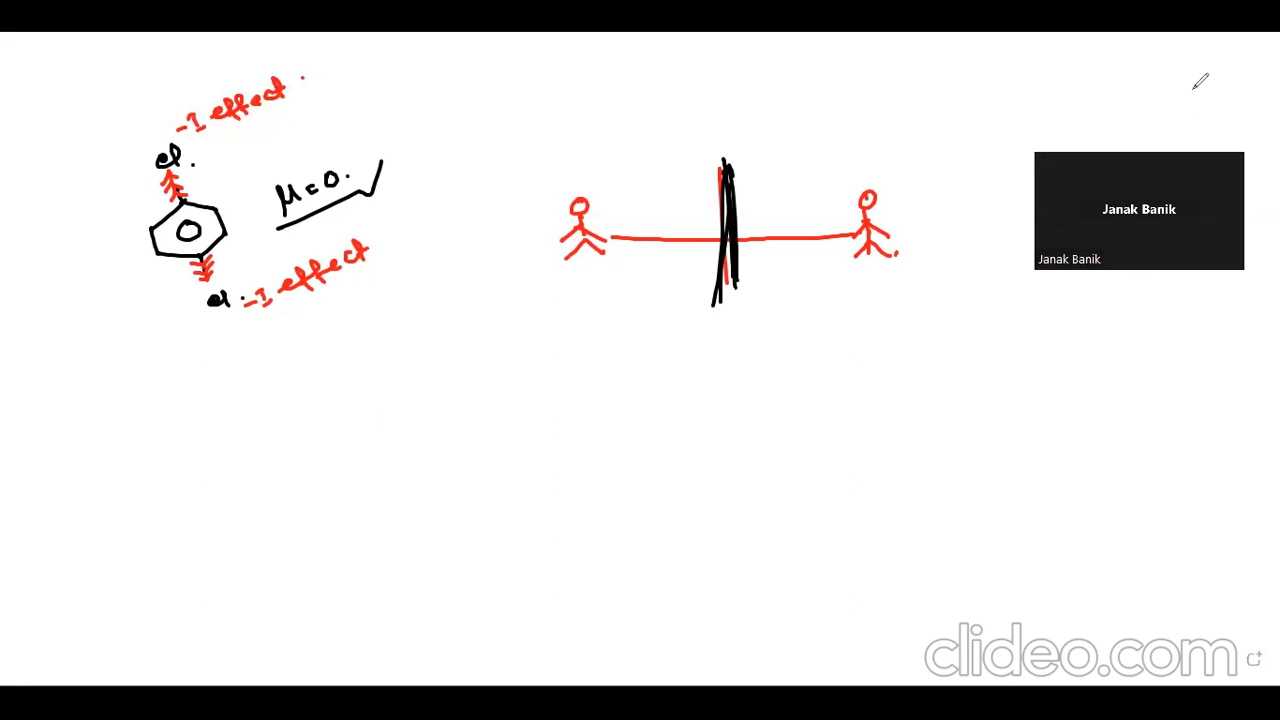 -I effect
cl.
μ=0.
cl.
-I effect
Janak Banik
Janak Banik
clideo.com